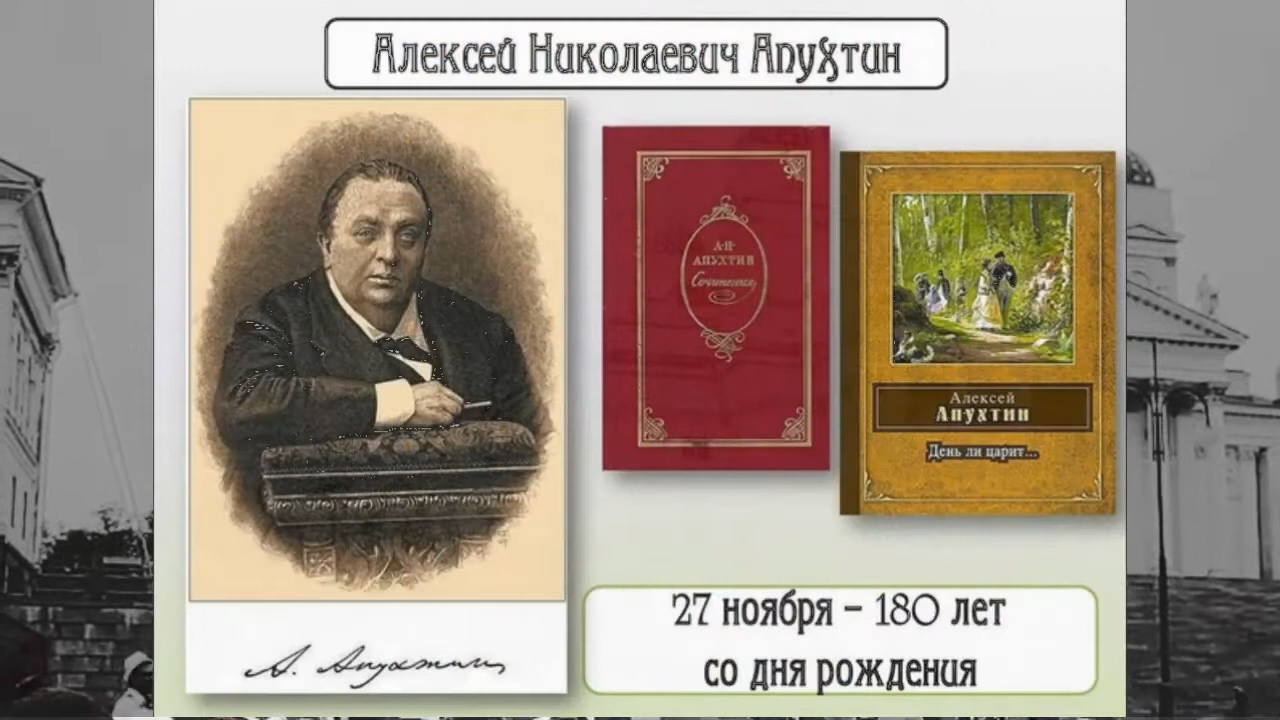 Алексей Николаевич Апухтин
А·Н·
АПУХТИН
Сочинения
Алексей
Апухтин
День ли царит...
А. Апухтин
27 ноября – 180 лет
со дня рождения